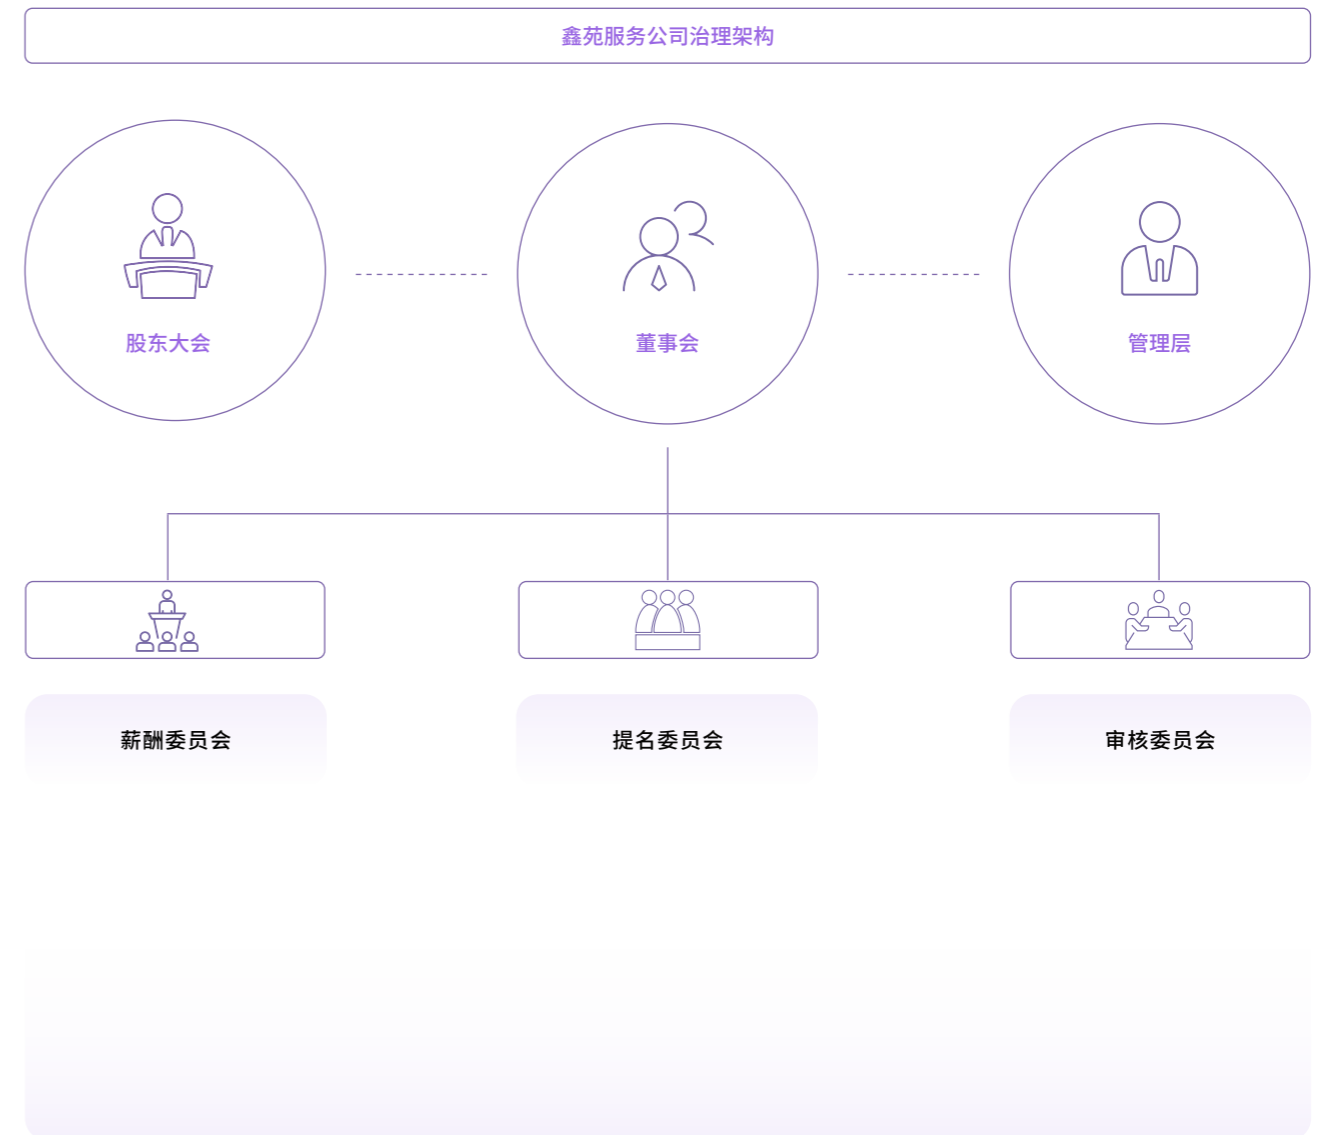 鑫苑服务公司治理架构
股东大会
董事会
管理层
薪酬委员会
提名委员会
审核委员会